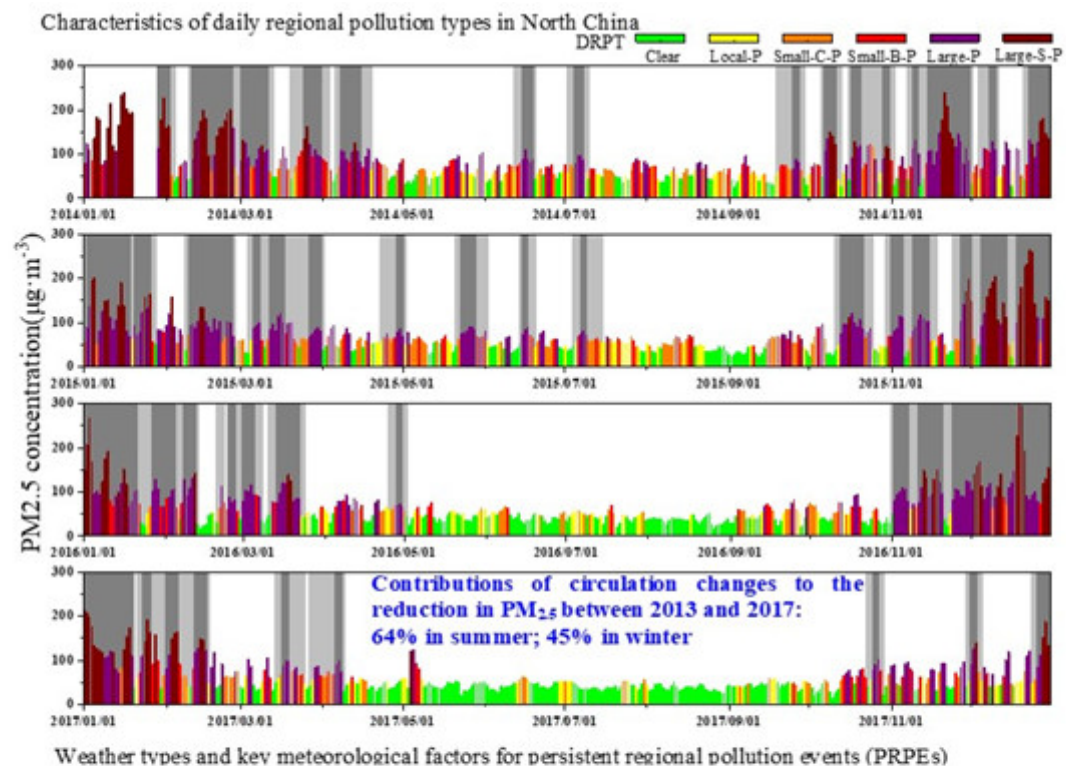 Characteristics of daily regional pollution types in North China
DRPT
Clear Local-P Small-C-P Small-B-P Large-P Large-S-P
PM2.5 concentration(μg·m⁻³)
300
200
100
0
2014/01/01 2014/03/01 2014/05/01 2014/07/01 2014/09/01 2014/11/01
300
200
100
0
2015/01/01 2015/03/01 2015/05/01 2015/07/01 2015/09/01 2015/11/01
300
200
100
0
2016/01/01 2016/03/01 2016/05/01 2016/07/01 2016/09/01 2016/11/01
300
200
100
0
Contributions of circulation changes to the
reduction in PM₂.₅ between 2013 and 2017:
64% in summer; 45% in winter
2017/01/01 2017/03/01 2017/05/01 2017/07/01 2017/09/01 2017/11/01
Weather types and key meteorological factors for persistent regional pollution events (PRPEs)